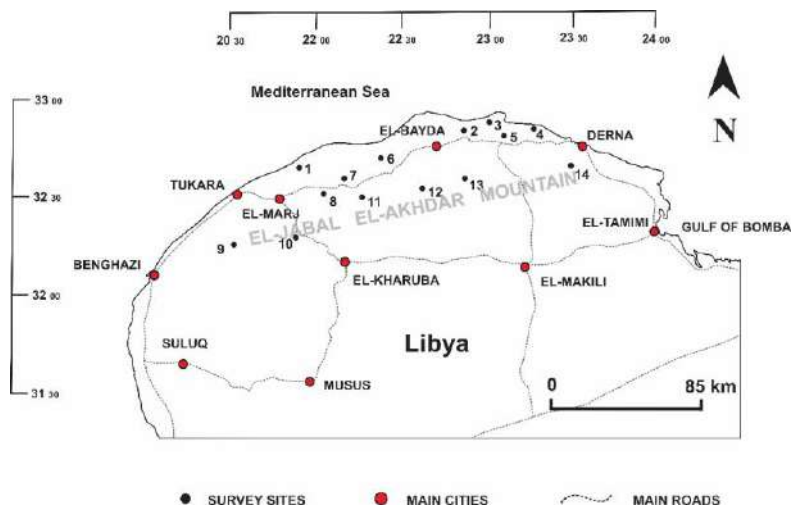 20 30 22 00 22 30 23 00 23 30 24 00
33 00
Mediterranean Sea
N
EL-BAYDA 2 3 5 4 DERNA
1 7 6
32 30
TUKARA
EL-MARJ 8 11 12 13 14
EL-JABAL EL-AKHDAR MOUNTAIN
EL-TAMIMI GULF OF BOMBA
9 10
BENGHAZI
32 00
EL-KHARUBA EL-MAKILI
SULUQ
Libya
MUSUS
31 30
0 85 km
SURVEY SITES MAIN CITIES MAIN ROADS